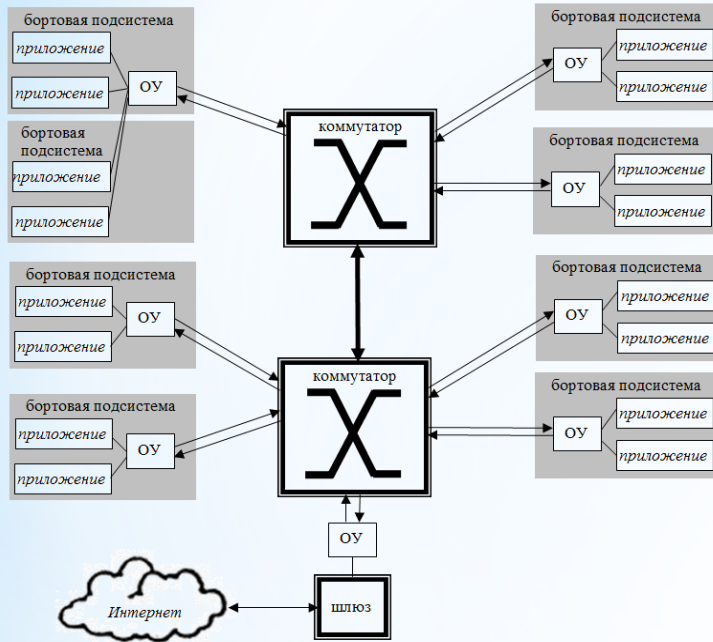 бортовая подсистема
приложение
приложение
ОУ
бортовая
подсистема
приложение
приложение
коммутатор
бортовая подсистема
ОУ
приложение
приложение
бортовая подсистема
ОУ
приложение
приложение
бортовая подсистема
приложение
приложение
ОУ
бортовая подсистема
приложение
приложение
ОУ
коммутатор
бортовая подсистема
ОУ
приложение
приложение
бортовая подсистема
ОУ
приложение
приложение
ОУ
Интернет
шлюз